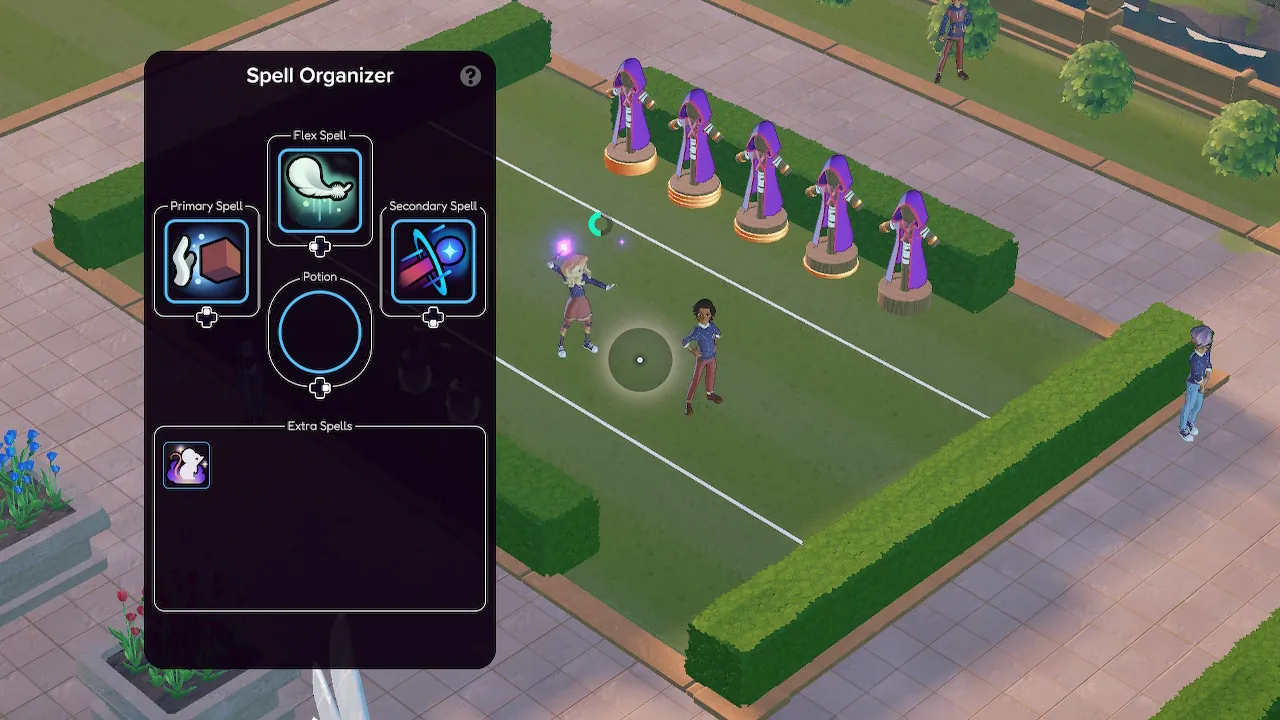 Spell Organizer
?
Flex Spell
Primary Spell
Secondary Spell
Potion
Extra Spells